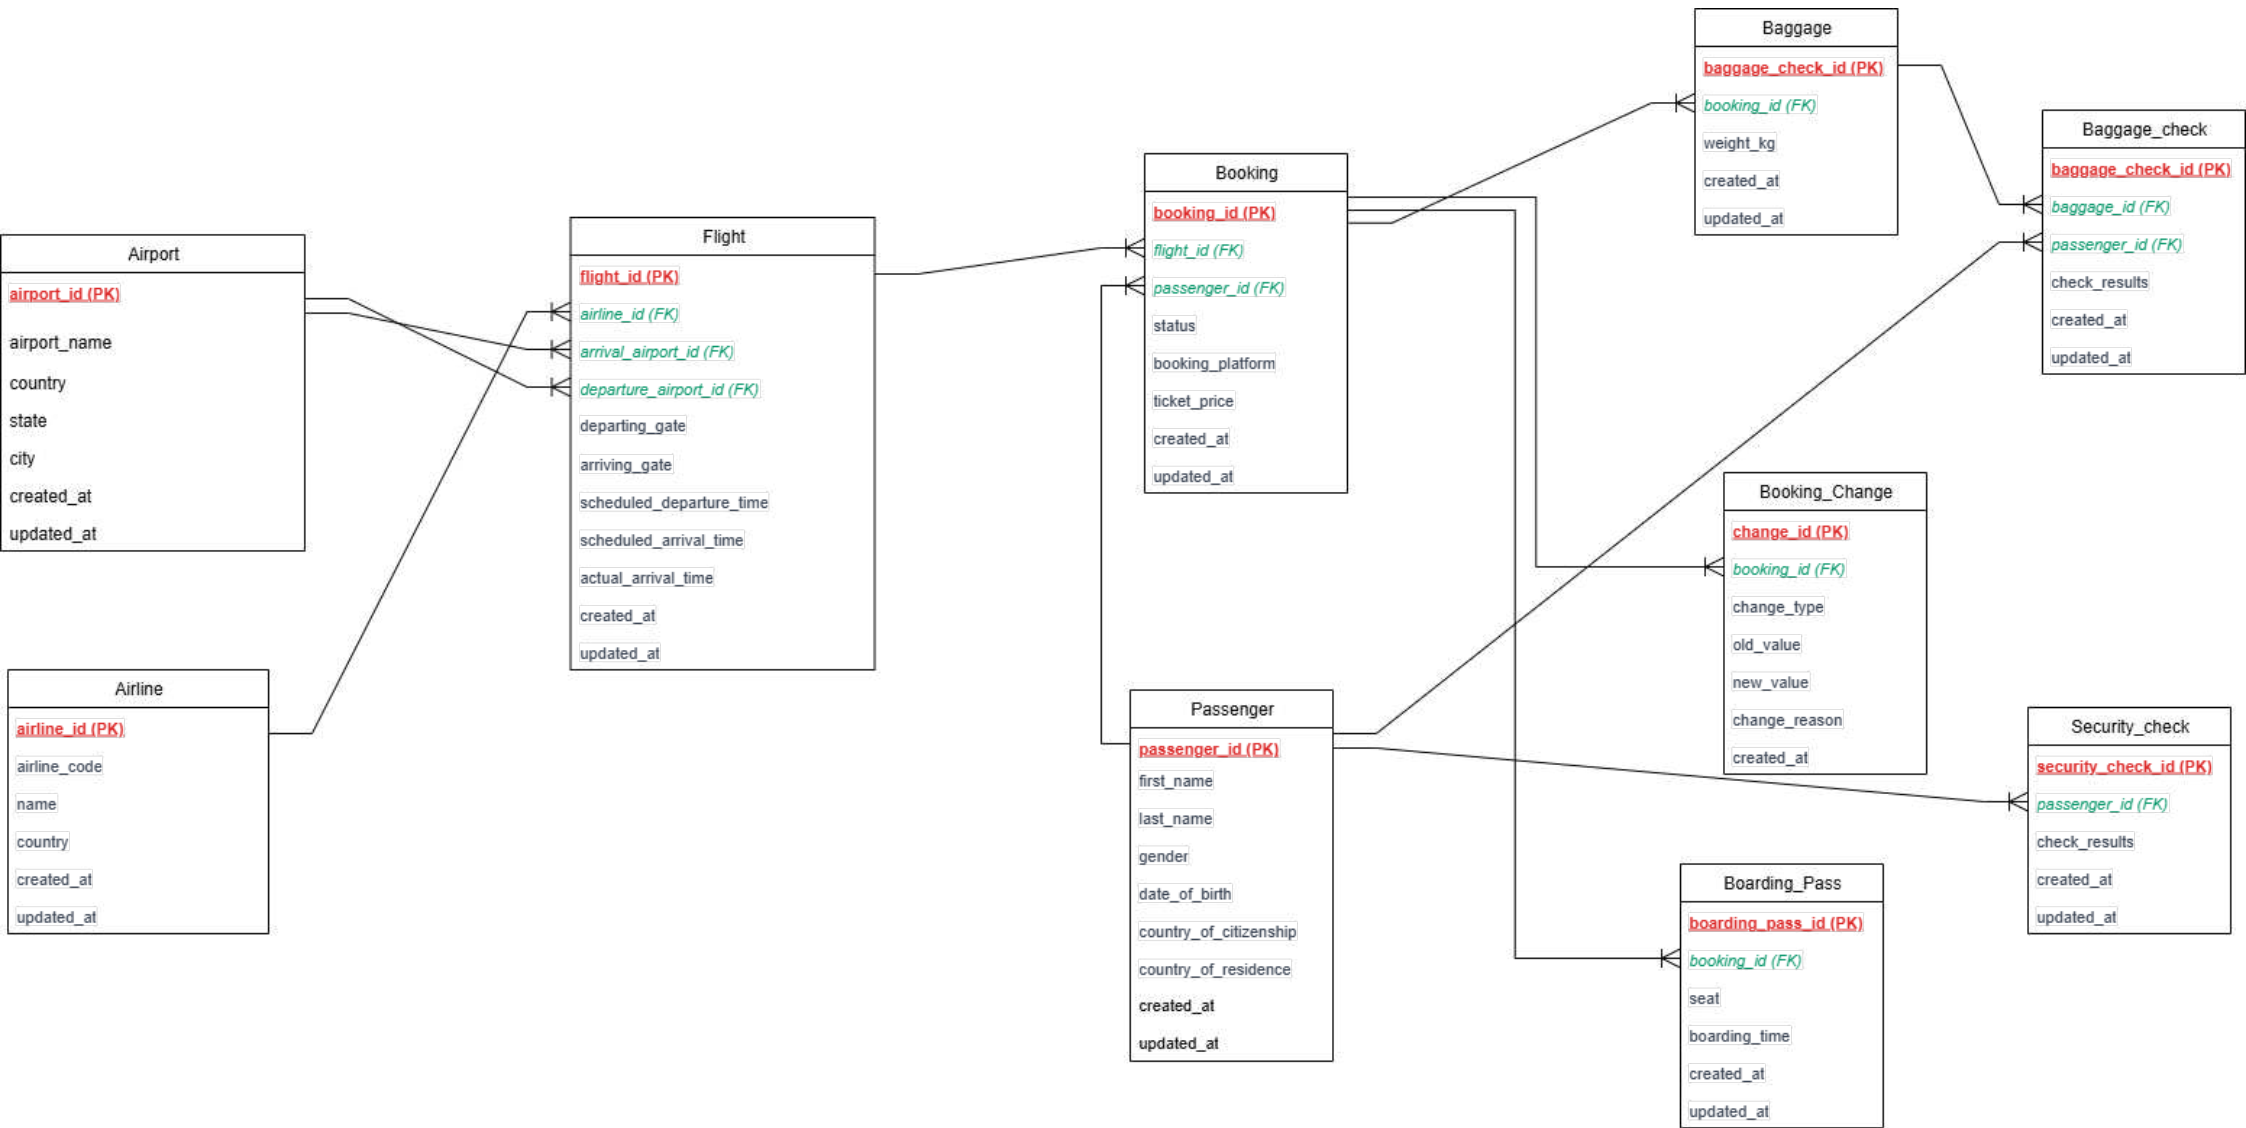 Airport
airport_id (PK)
airport_name
country
state
city
created_at
updated_at
Airline
airline_id (PK)
airline_code
name
country
created_at
updated_at
Flight
flight_id (PK)
airline_id (FK)
arrival_airport_id (FK)
departure_airport_id (FK)
departing_gate
arriving_gate
scheduled_departure_time
scheduled_arrival_time
actual_arrival_time
created_at
updated_at
Booking
booking_id (PK)
flight_id (FK)
passenger_id (FK)
status
booking_platform
ticket_price
created_at
updated_at
Passenger
passenger_id (PK)
first_name
last_name
gender
date_of_birth
country_of_citizenship
country_of_residence
created_at
updated_at
Baggage
baggage_check_id (PK)
booking_id (FK)
weight_kg
created_at
updated_at
Baggage_check
baggage_check_id (PK)
baggage_id (FK)
passenger_id (FK)
check_results
created_at
updated_at
Booking_Change
change_id (PK)
booking_id (FK)
change_type
old_value
new_value
change_reason
created_at
Security_check
security_check_id (PK)
passenger_id (FK)
check_results
created_at
updated_at
Boarding_Pass
boarding_pass_id (PK)
booking_id (FK)
seat
boarding_time
created_at
updated_at